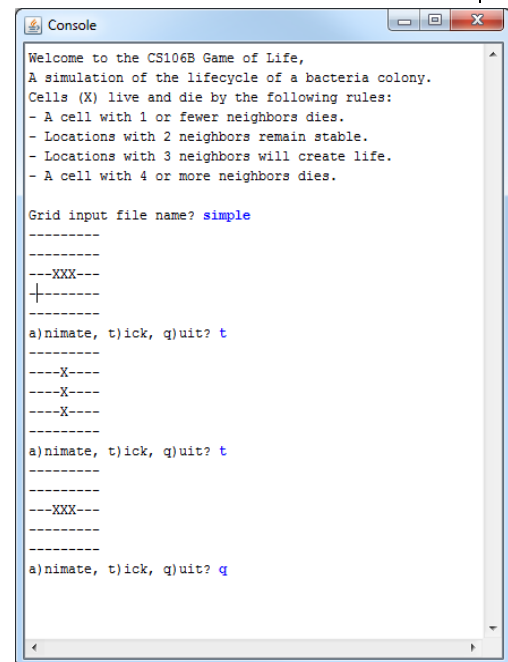 Console
Welcome to the CS106B Game of Life,
A simulation of the lifecycle of a bacteria colony.
Cells (X) live and die by the following rules:
- A cell with 1 or fewer neighbors dies.
- Locations with 2 neighbors remain stable.
- Locations with 3 neighbors will create life.
- A cell with 4 or more neighbors dies.
Grid input file name? simple
---------
---------
---XXX---
---------
---------
a)nimate, t)ick, q)uit? t
---------
----X----
----X----
----X----
---------
a)nimate, t)ick, q)uit? t
---------
---------
---XXX---
---------
---------
a)nimate, t)ick, q)uit? q